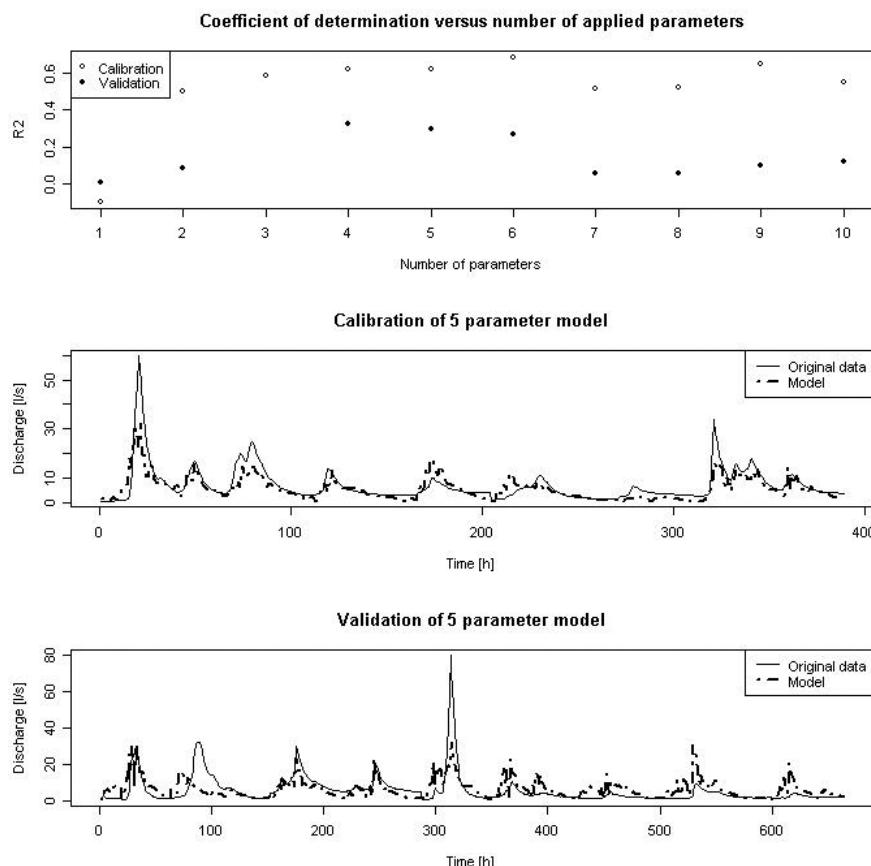 Coefficient of determination versus number of applied parameters
Calibration
Validation
R2
0.0 0.2 0.4 0.6
1 2 3 4 5 6 7 8 9 10
Number of parameters
Calibration of 5 parameter model
Original data
Model
Discharge [l/s]
0 10 30 50
0 100 200 300 400
Time [h]
Validation of 5 parameter model
Original data
Model
Discharge [l/s]
0 20 40 60 80
0 100 200 300 400 500 600
Time [h]